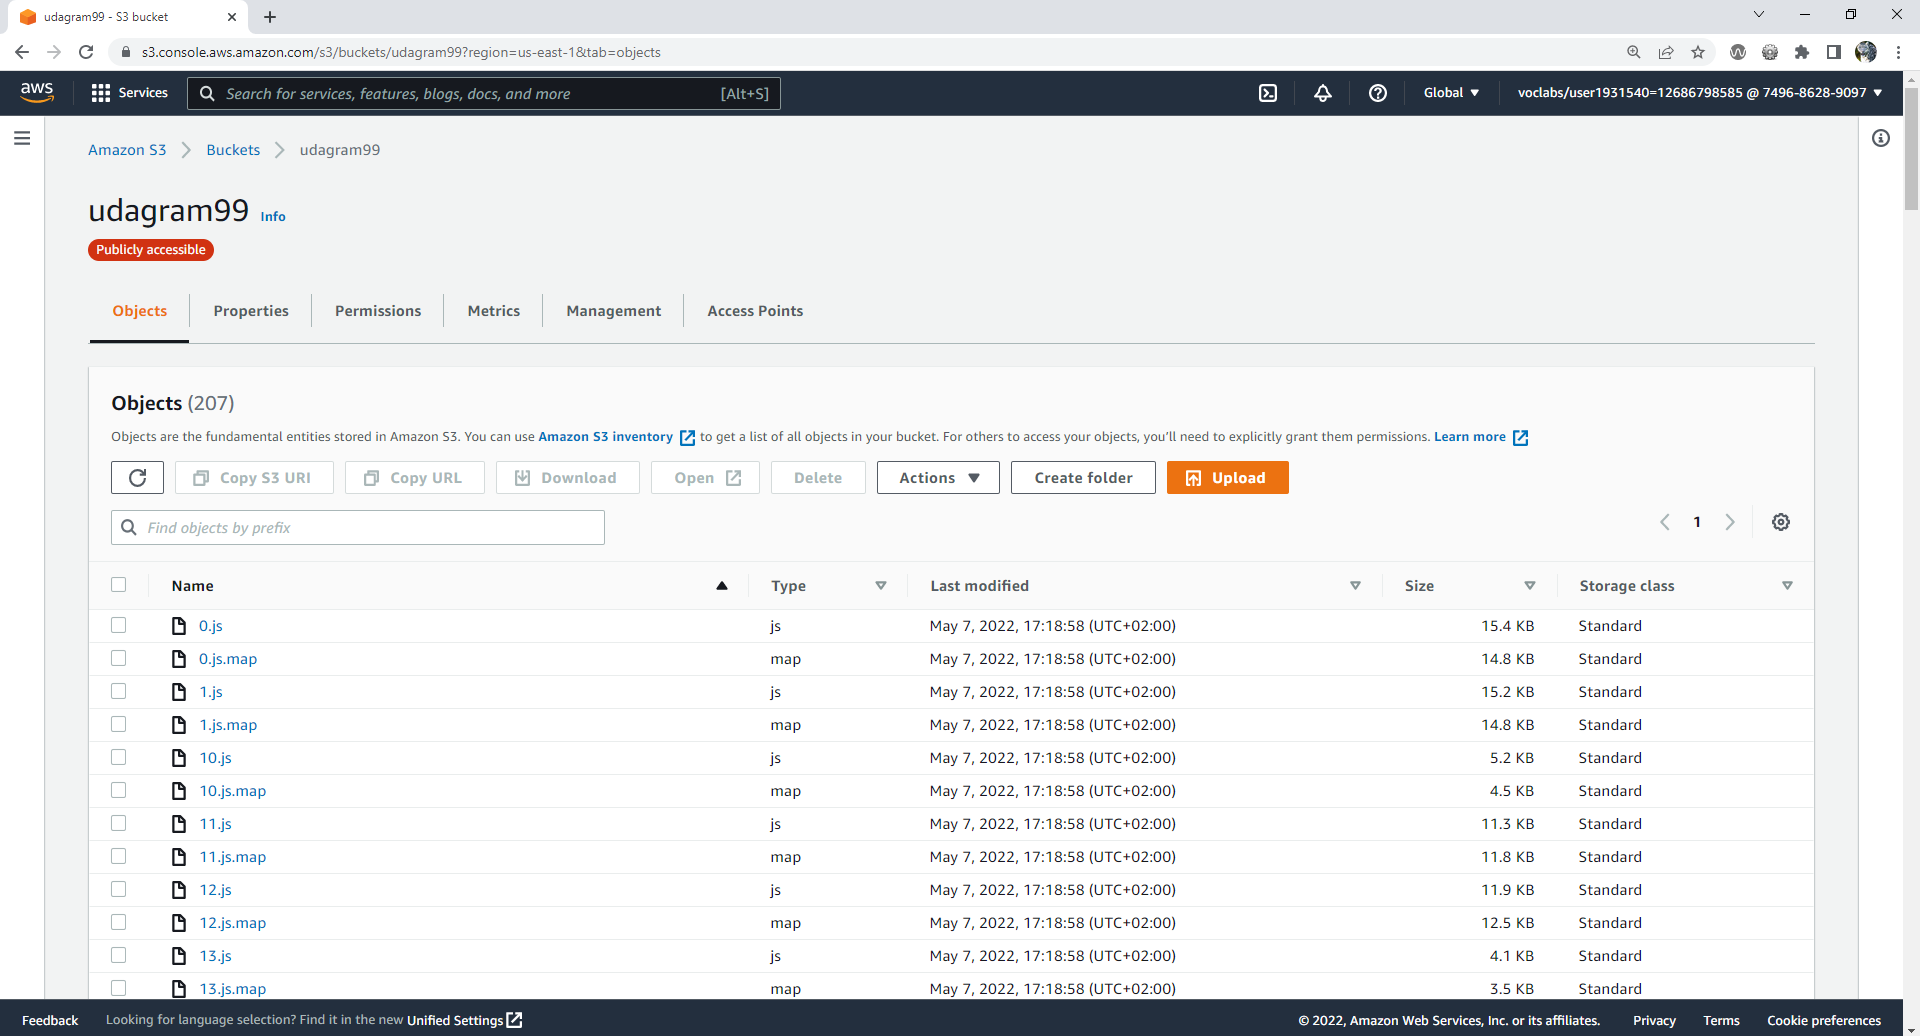 udagram99 - S3 bucket
s3.console.aws.amazon.com/s3/buckets/udagram99?region=us-east-1&tab=objects
aws Services Search for services, features, blogs, docs, and more [Alt+S] Global voclabs/user1931540=12686798585 @ 7496-8628-9097
Amazon S3 Buckets udagram99
udagram99 Info
Publicly accessible
Objects Properties Permissions Metrics Management Access Points
Objects (207)
Objects are the fundamental entities stored in Amazon S3. You can use Amazon S3 inventory to get a list of all objects in your bucket. For others to access your objects, you'll need to explicitly grant them permissions. Learn more
Copy S3 URI Copy URL Download Open Delete Actions Create folder Upload
Find objects by prefix 1
Name Type Last modified Size Storage class
0.js js May 7, 2022, 17:18:58 (UTC+02:00) 15.4 KB Standard
0.js.map map May 7, 2022, 17:18:58 (UTC+02:00) 14.8 KB Standard
1.js js May 7, 2022, 17:18:58 (UTC+02:00) 15.2 KB Standard
1.js.map map May 7, 2022, 17:18:58 (UTC+02:00) 14.8 KB Standard
10.js js May 7, 2022, 17:18:58 (UTC+02:00) 5.2 KB Standard
10.js.map map May 7, 2022, 17:18:58 (UTC+02:00) 4.5 KB Standard
11.js js May 7, 2022, 17:18:58 (UTC+02:00) 11.3 KB Standard
11.js.map map May 7, 2022, 17:18:58 (UTC+02:00) 11.8 KB Standard
12.js js May 7, 2022, 17:18:58 (UTC+02:00) 11.9 KB Standard
12.js.map map May 7, 2022, 17:18:58 (UTC+02:00) 12.5 KB Standard
13.js js May 7, 2022, 17:18:58 (UTC+02:00) 4.1 KB Standard
13.js.map map May 7, 2022, 17:18:58 (UTC+02:00) 3.5 KB Standard
Feedback Looking for language selection? Find it in the new Unified Settings © 2022, Amazon Web Services, Inc. or its affiliates. Privacy Terms Cookie preferences